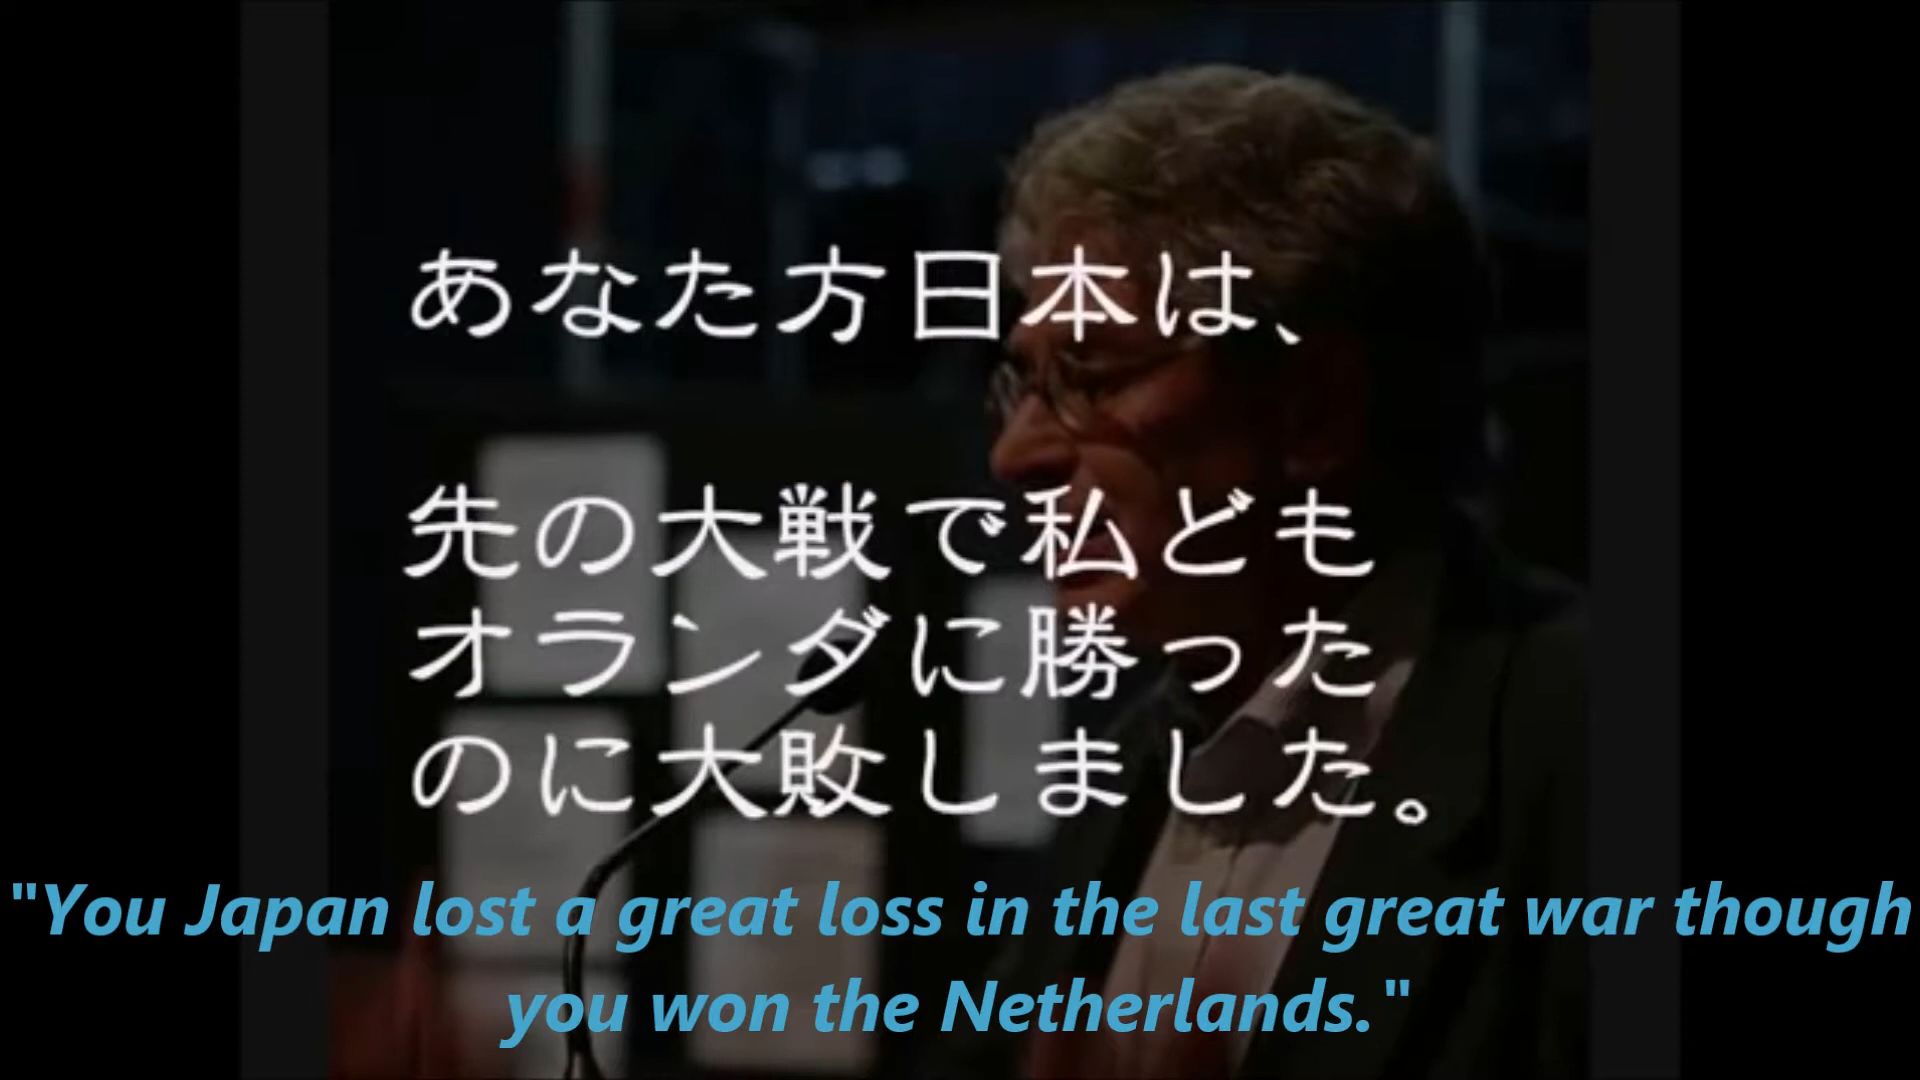 あなた方日本は、
先の大戦で私ども
オランダに勝った
のに大敗しました。
"You Japan lost a great loss in the last great war though
you won the Netherlands."